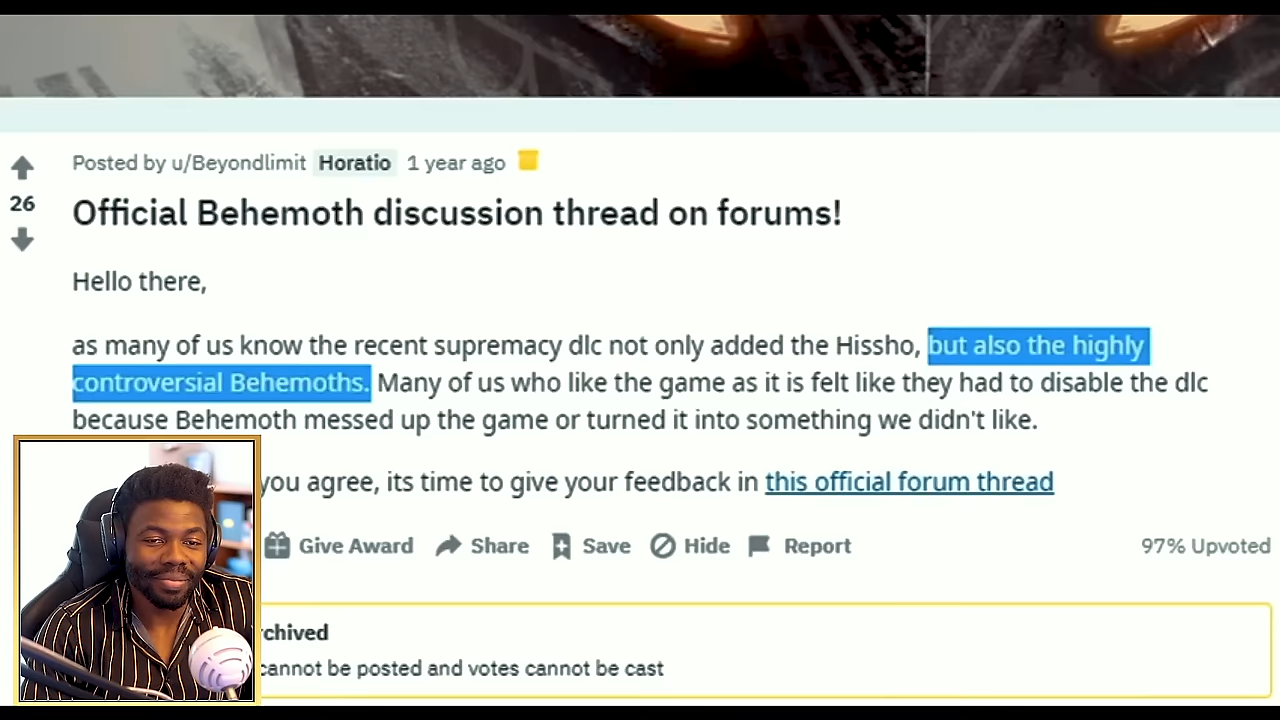 Posted by u/Beyondlimit Horatio 1 year ago
26
Official Behemoth discussion thread on forums!
Hello there,
as many of us know the recent supremacy dlc not only added the Hissho, but also the highly
controversial Behemoths. Many of us who like the game as it is felt like they had to disable the dlc
because Behemoth messed up the game or turned it into something we didn't like.
you agree, its time to give your feedback in this official forum thread
Give Award Share Save Hide Report 97% Upvoted
rchived
cannot be posted and votes cannot be cast